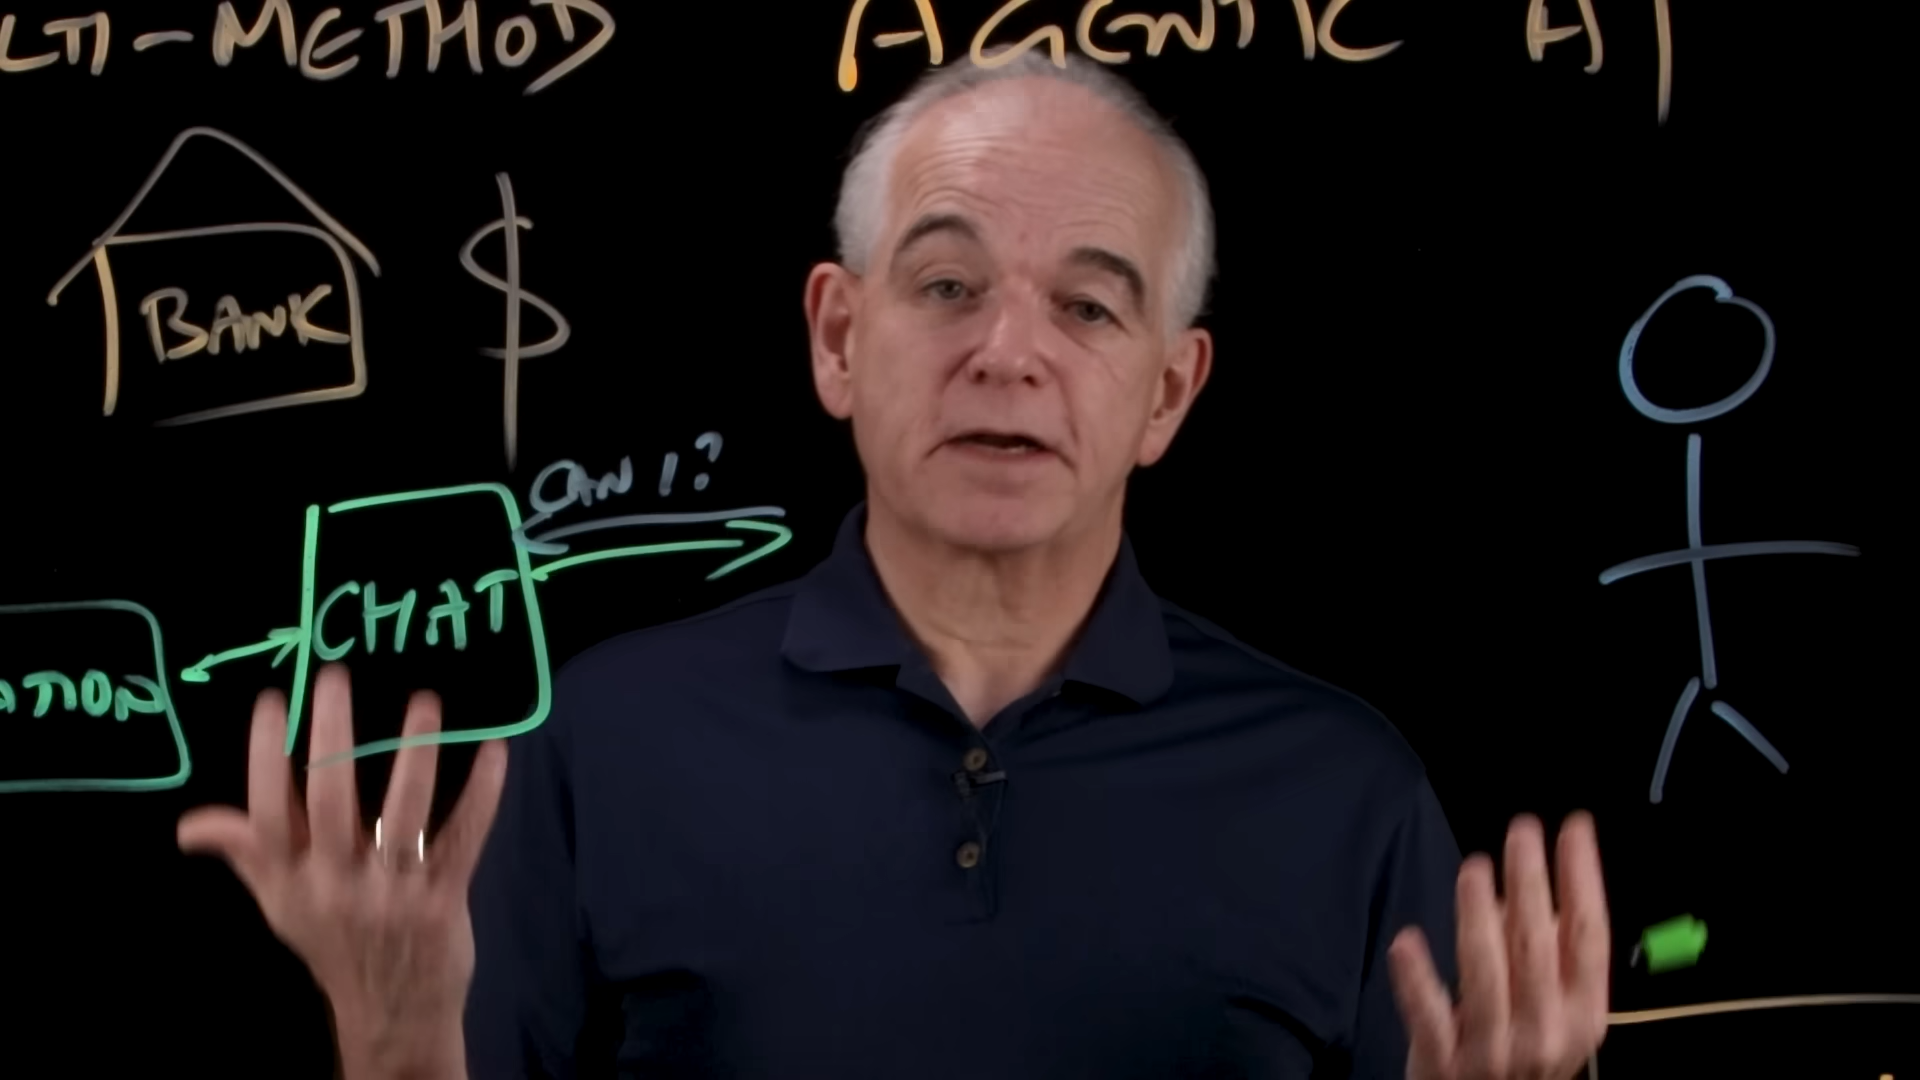 LTI-METHOD AGENTIC AI
BANK
$
CAN I?
CHAT
ATION